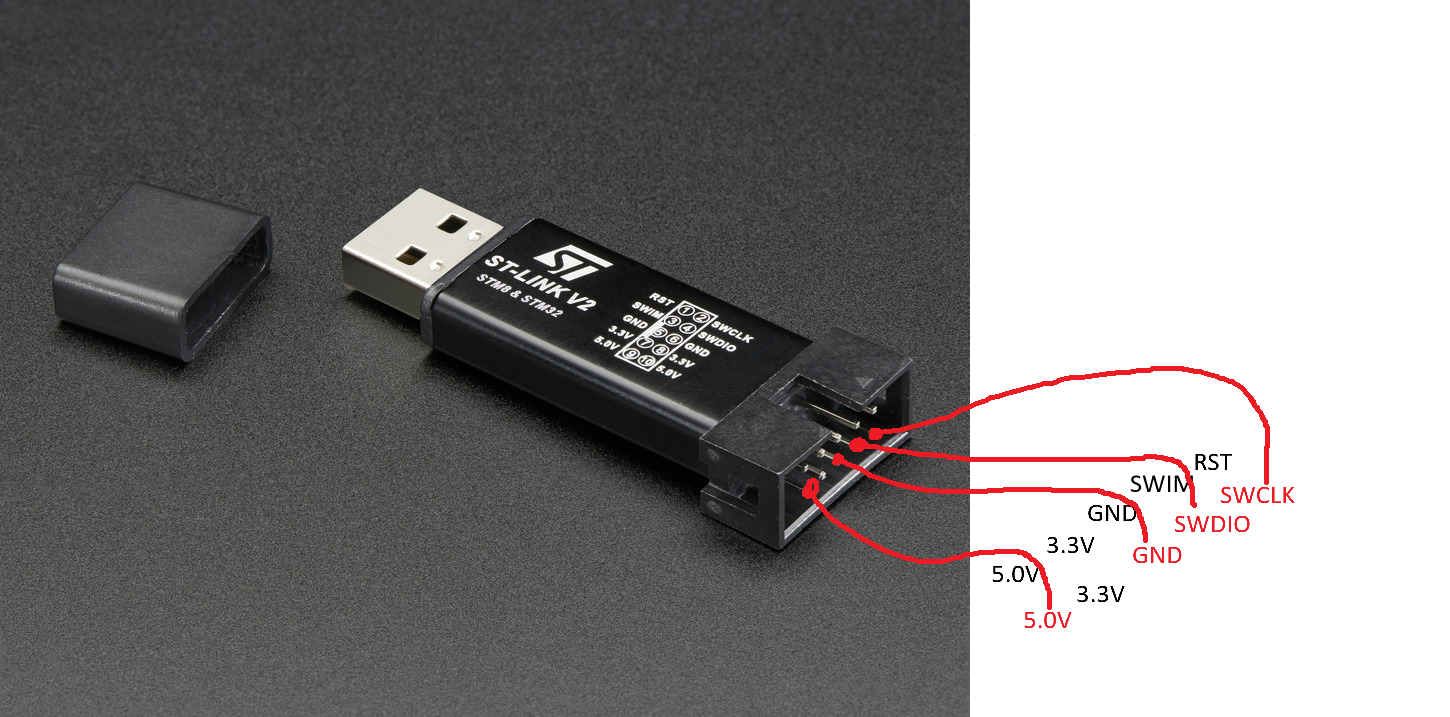 ST
ST-LINK V2
STM8 & STM32
RST 1 2 SWCLK
SWIM 3 4 SWDIO
GND 5 6 GND
3.3V 7 8 3.3V
5.0V 9 10 5.0V
RST
SWIM SWCLK
GND SWDIO
3.3V GND
5.0V 3.3V
5.0V